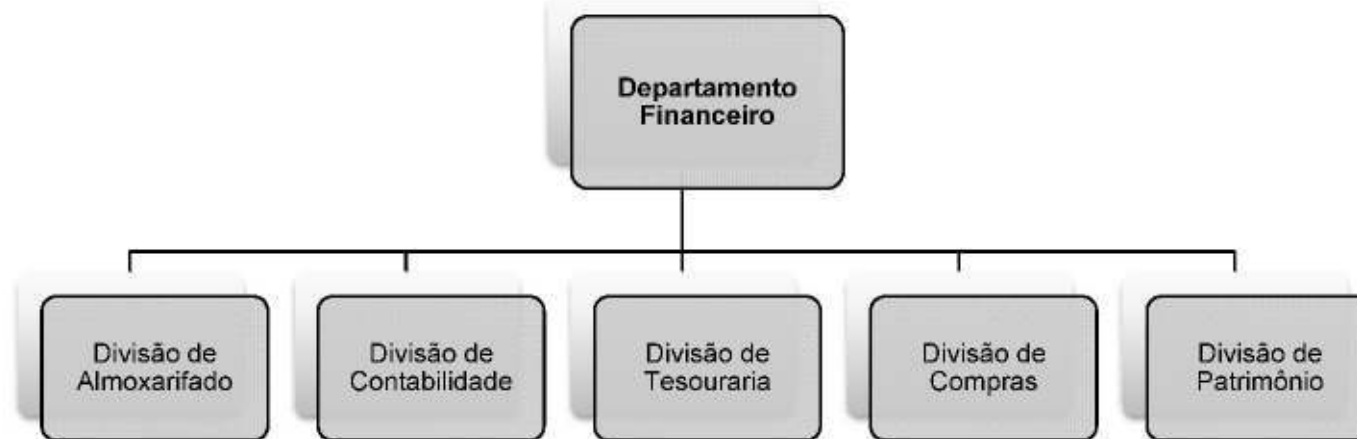 Departamento
Financeiro
Divisão de
Almoxarifado
Divisão de
Contabilidade
Divisão de
Tesouraria
Divisão de
Compras
Divisão de
Patrimônio